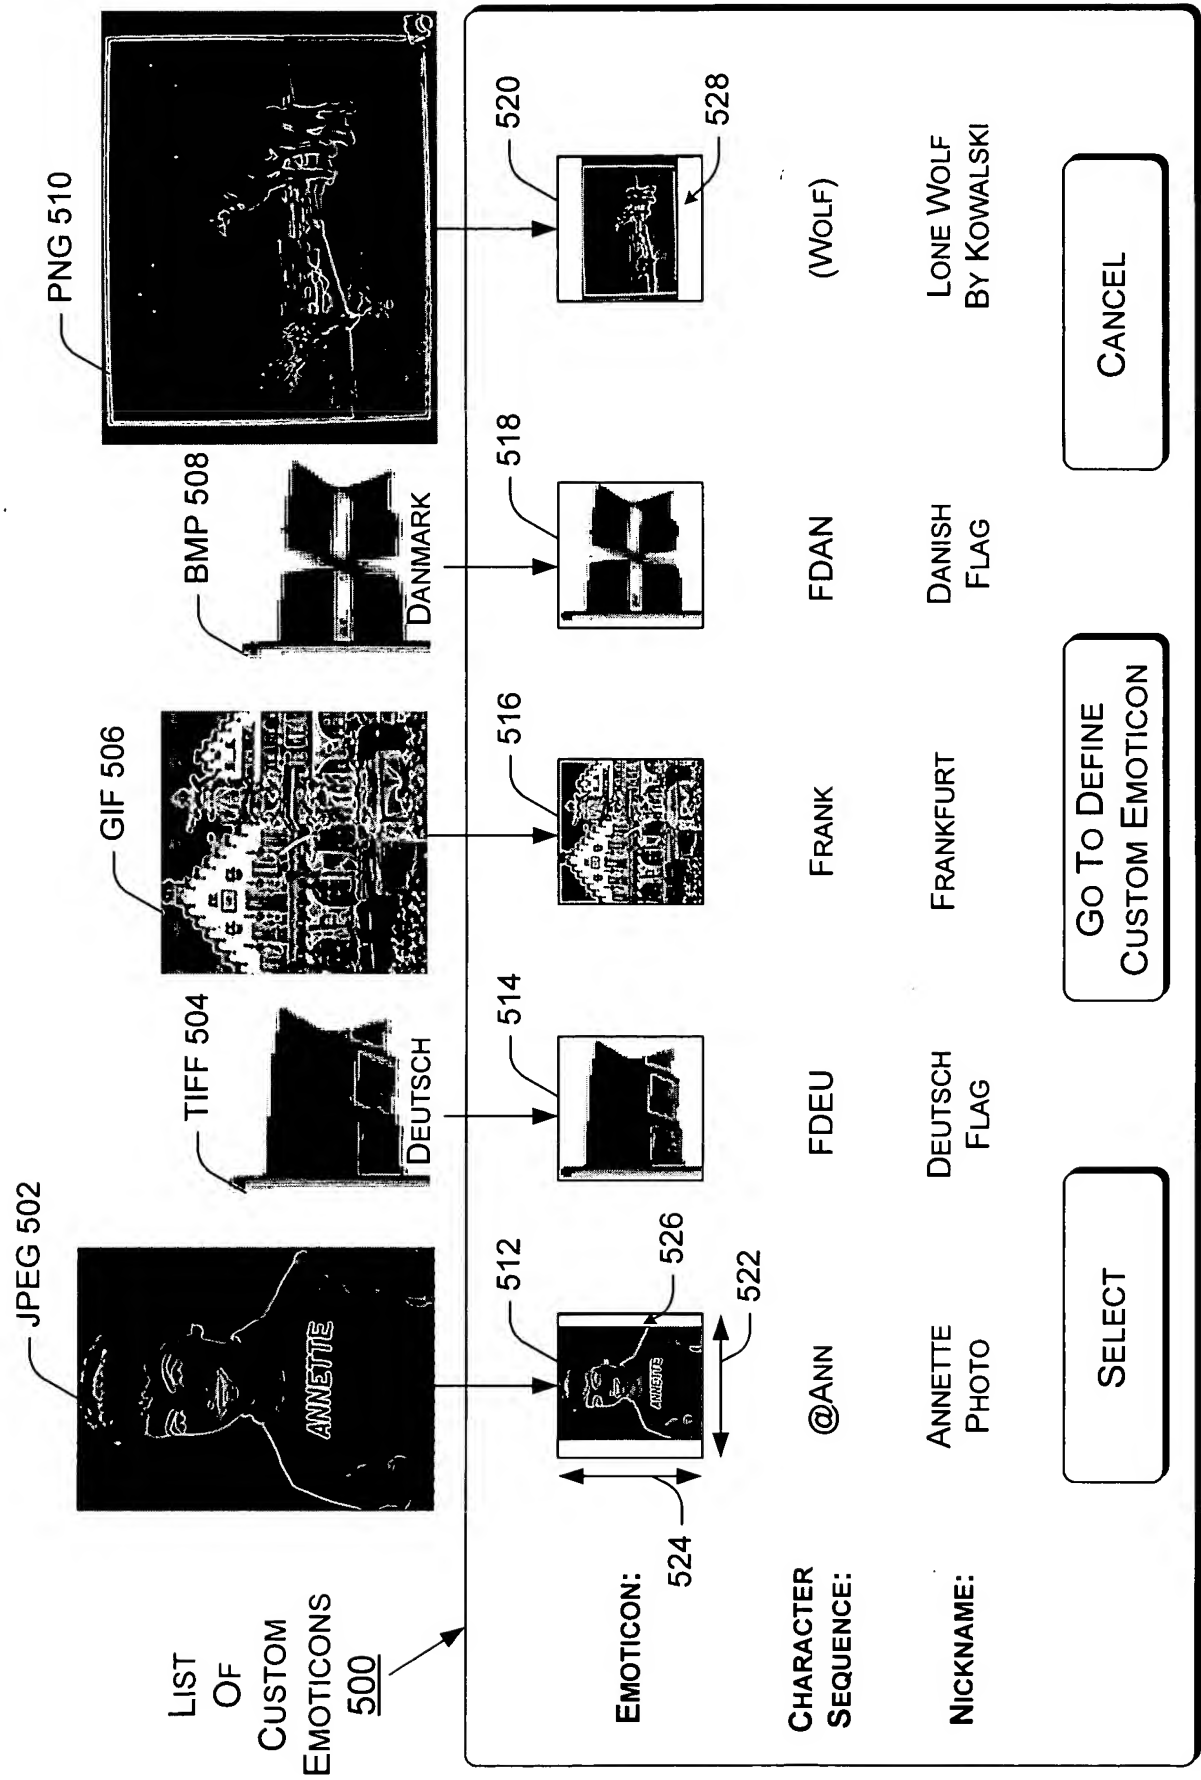 JPEG 502
TIFF 504
GIF 506
BMP 508
PNG 510
LIST
OF
CUSTOM
EMOTICONS
500
ANNETTE
DEUTSCH
DANMARK
512
514
516
518
520
EMOTICON:
524
ANNETTE
526
522
528
CHARACTER
SEQUENCE:
@ANN
FDEU
FRANK
FDAN
(WOLF)
NICKNAME:
ANNETTE
PHOTO
DEUTSCH
FLAG
FRANKFURT
DANISH
FLAG
LONE WOLF
BY KOWALSKI
SELECT
GO TO DEFINE
CUSTOM EMOTICON
CANCEL